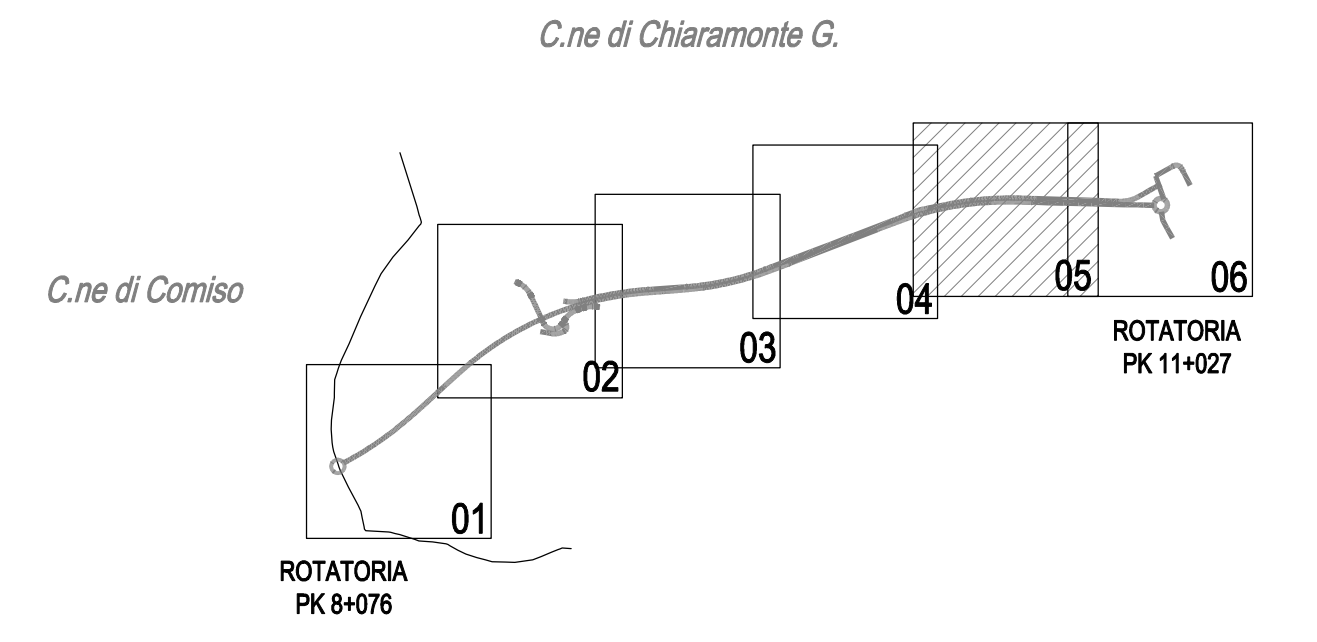 C.ne di Chiaramonte G.
C.ne di Comiso
01
02
03
04
05
06
ROTATORIA
PK 11+027
ROTATORIA
PK 8+076